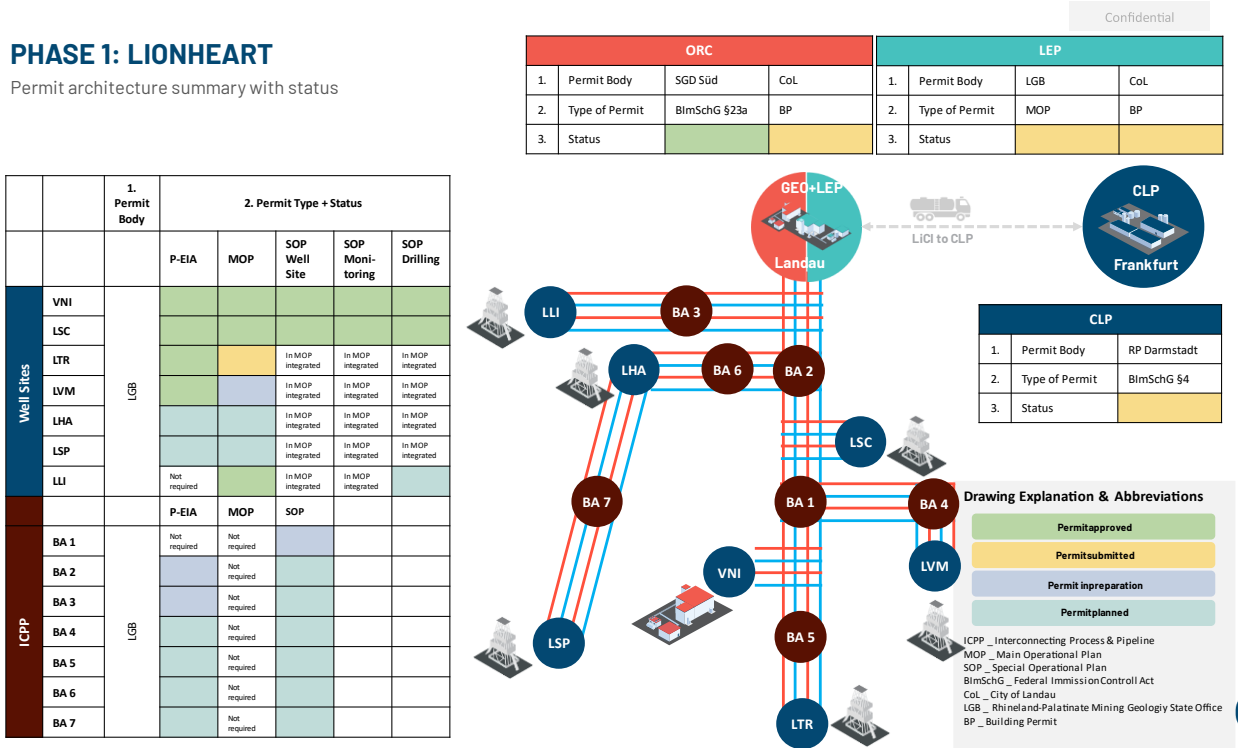 Confidential
PHASE 1: LIONHEART
Permit architecture summary with status
ORC
1. Permit Body SGD Süd CoL
2. Type of Permit BImSchG §23a BP
3. Status
LEP
1. Permit Body LGB CoL
2. Type of Permit MOP BP
3. Status
1. Permit Body 2. Permit Type + Status
P-EIA MOP SOP Well Site SOP Moni-toring SOP Drilling
Well Sites
LGB
VNI
LSC
LTR In MOP integrated In MOP integrated In MOP integrated
LVM In MOP integrated In MOP integrated In MOP integrated
LHA In MOP integrated In MOP integrated In MOP integrated
LSP In MOP integrated In MOP integrated In MOP integrated
LLI Not required In MOP integrated In MOP integrated
P-EIA MOP SOP
ICPP
LGB
BA 1 Not required Not required
BA 2 Not required
BA 3 Not required
BA 4 Not required
BA 5 Not required
BA 6 Not required
BA 7 Not required
GEO+LEP
Landau
LiCl to CLP
CLP
Frankfurt
LLI
BA 3
LHA
BA 6
BA 2
LSC
BA 7
BA 1
BA 4
VNI
LVM
LSP
BA 5
LTR
CLP
1. Permit Body RP Darmstadt
2. Type of Permit BImSchG §4
3. Status
Drawing Explanation & Abbreviations
Permitapproved
Permitsubmitted
Permit inpreparation
Permitplanned
ICPP _ Interconnecting Process & Pipeline
MOP _ Main Operational Plan
SOP _ Special Operational Plan
BImSchG _ Federal ImmissionControll Act
CoL _ City of Landau
LGB _ Rhineland-Palatinate Mining Geologiy State Office
BP _ Building Permit